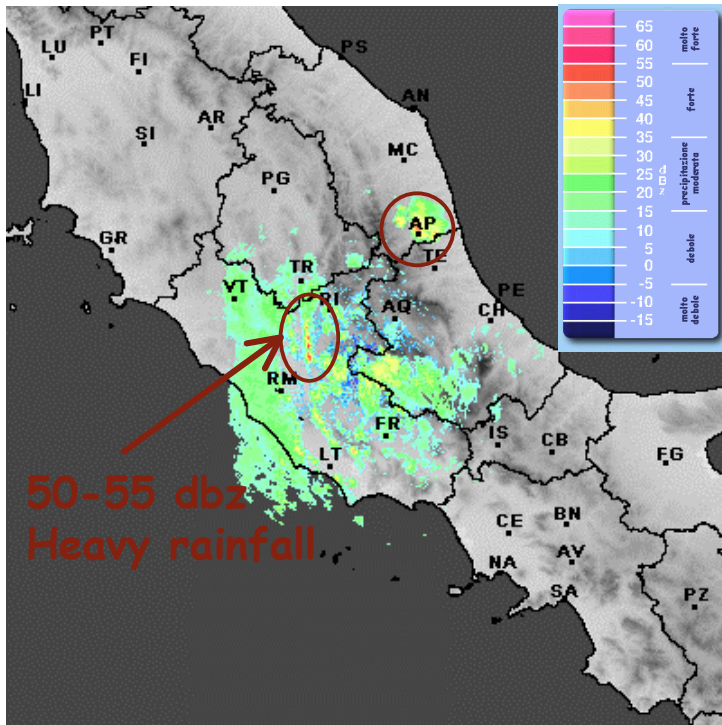 PT
LU
FI
PS
LI
AR
AN
SI
MC
PG
AP
GR
TE
TR
VT
RI
PE
AQ
CH
RM
FR
IS
CB
FG
LT
CE
BN
NA
AV
SA
PZ
50-55 dbz
Heavy rainfall
65
60
55
50
45
40
35
30
25
20
15
10
5
0
-5
-10
-15
dBz
molto forte
forte
precipitazione moderata
debole
molto debole